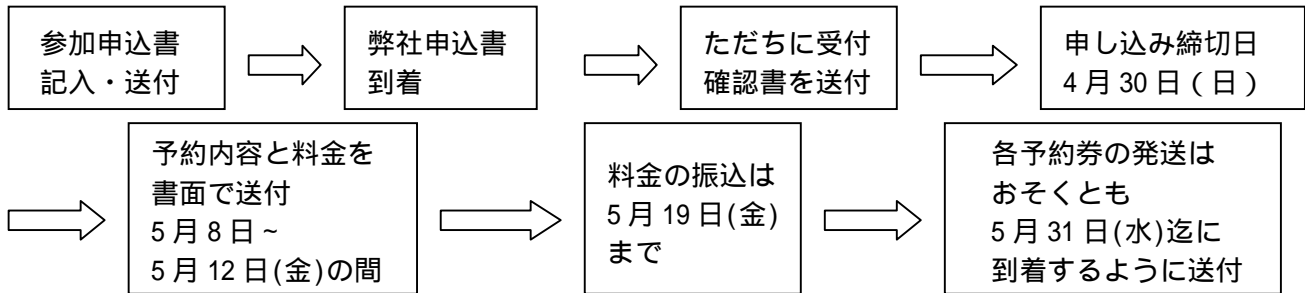 参加申込書
記入・送付
弊社申込書
到着
ただちに受付
確認書を送付
申し込み締切日
4月30日(日)
予約内容と料金を
書面で送付
5月8日~
5月12日(金)の間
料金の振込は
5月19日(金)
まで
各予約券の発送は
おそくとも
5月31日(水)迄に
到着するように送付